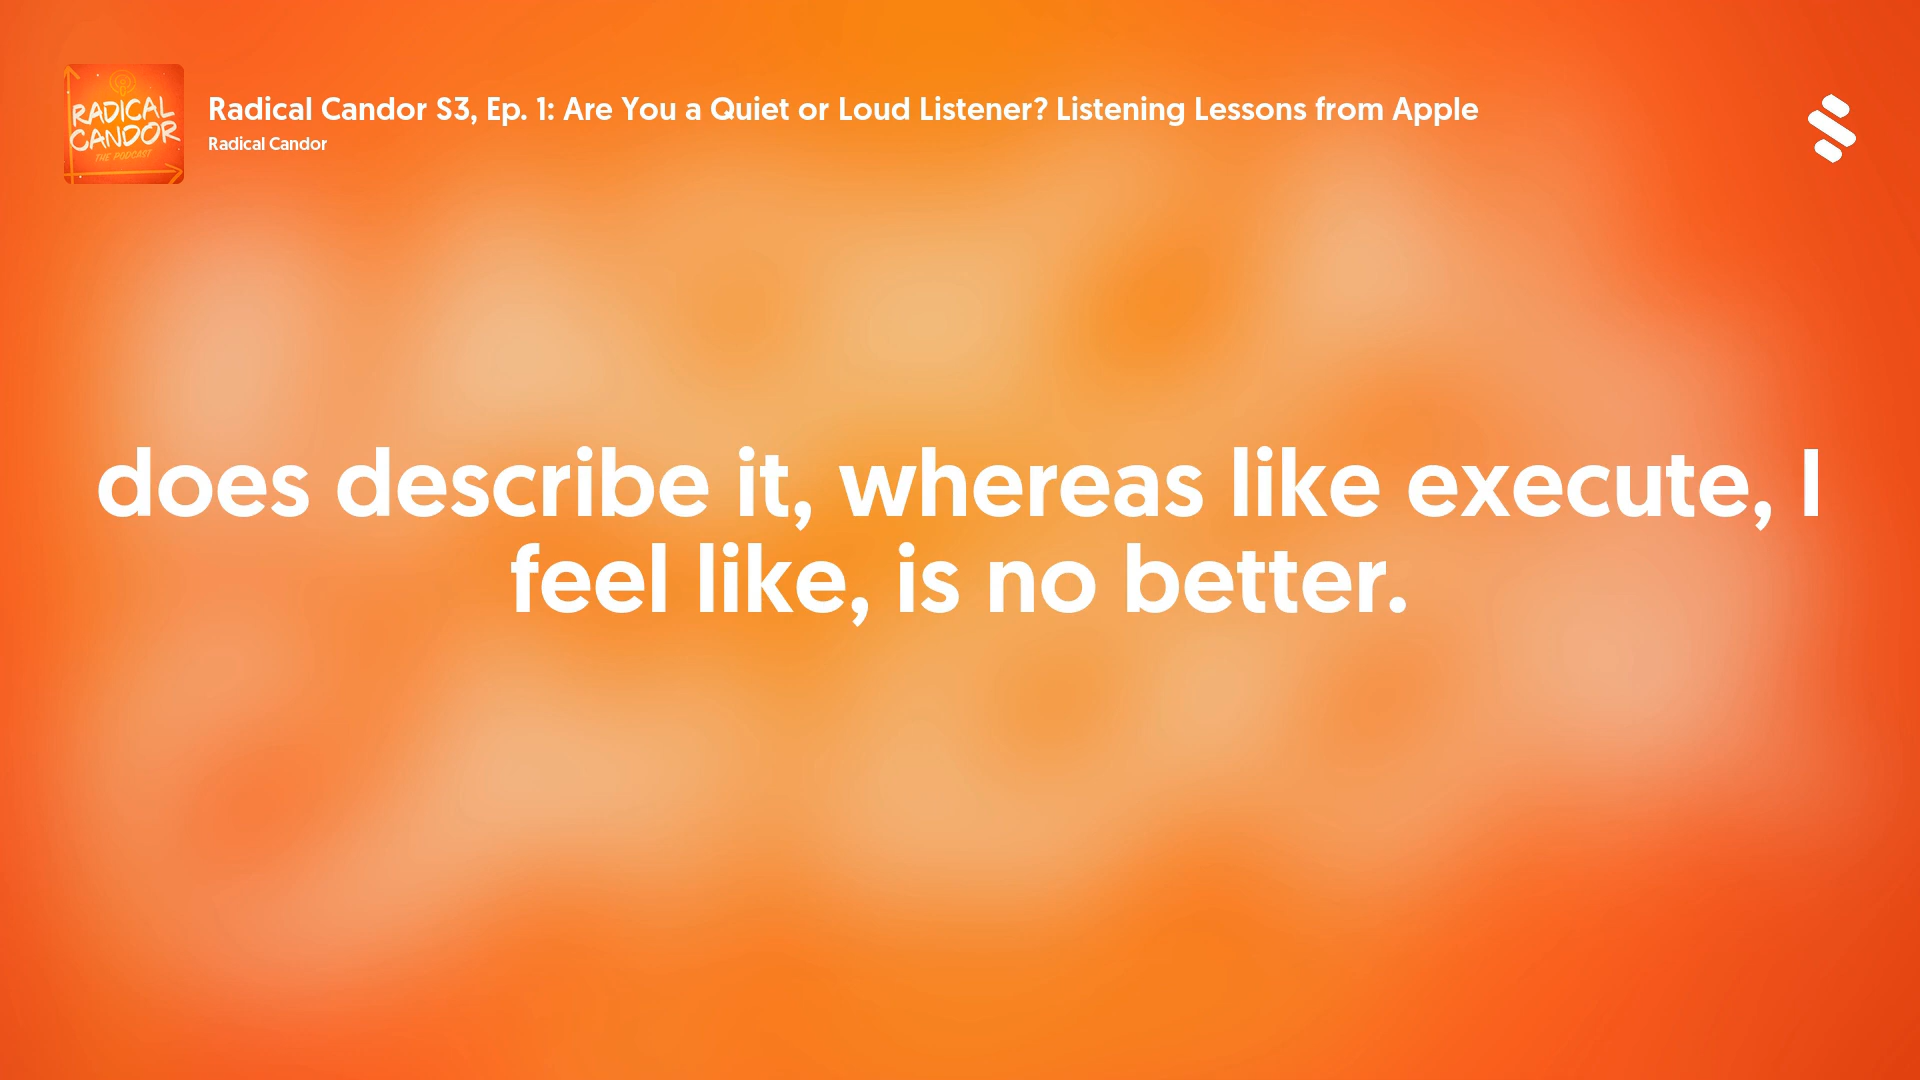 RADICAL
CANDOR
THE PODCAST
Radical Candor S3, Ep. 1: Are You a Quiet or Loud Listener? Listening Lessons from Apple
Radical Candor
does describe it, whereas like execute, I
feel like, is no better.